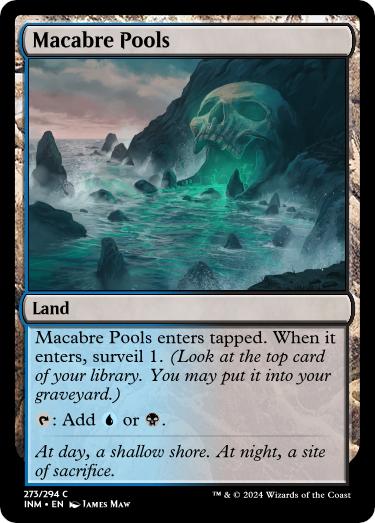 Macabre Pools
Land
Macabre Pools enters tapped. When it
enters, surveil 1. (Look at the top card
of your library. You may put it into your
graveyard.)
: Add or .
At day, a shallow shore. At night, a site
of sacrifice.
273/294 C
INM • EN James Maw
™ & © 2024 Wizards of the Coast